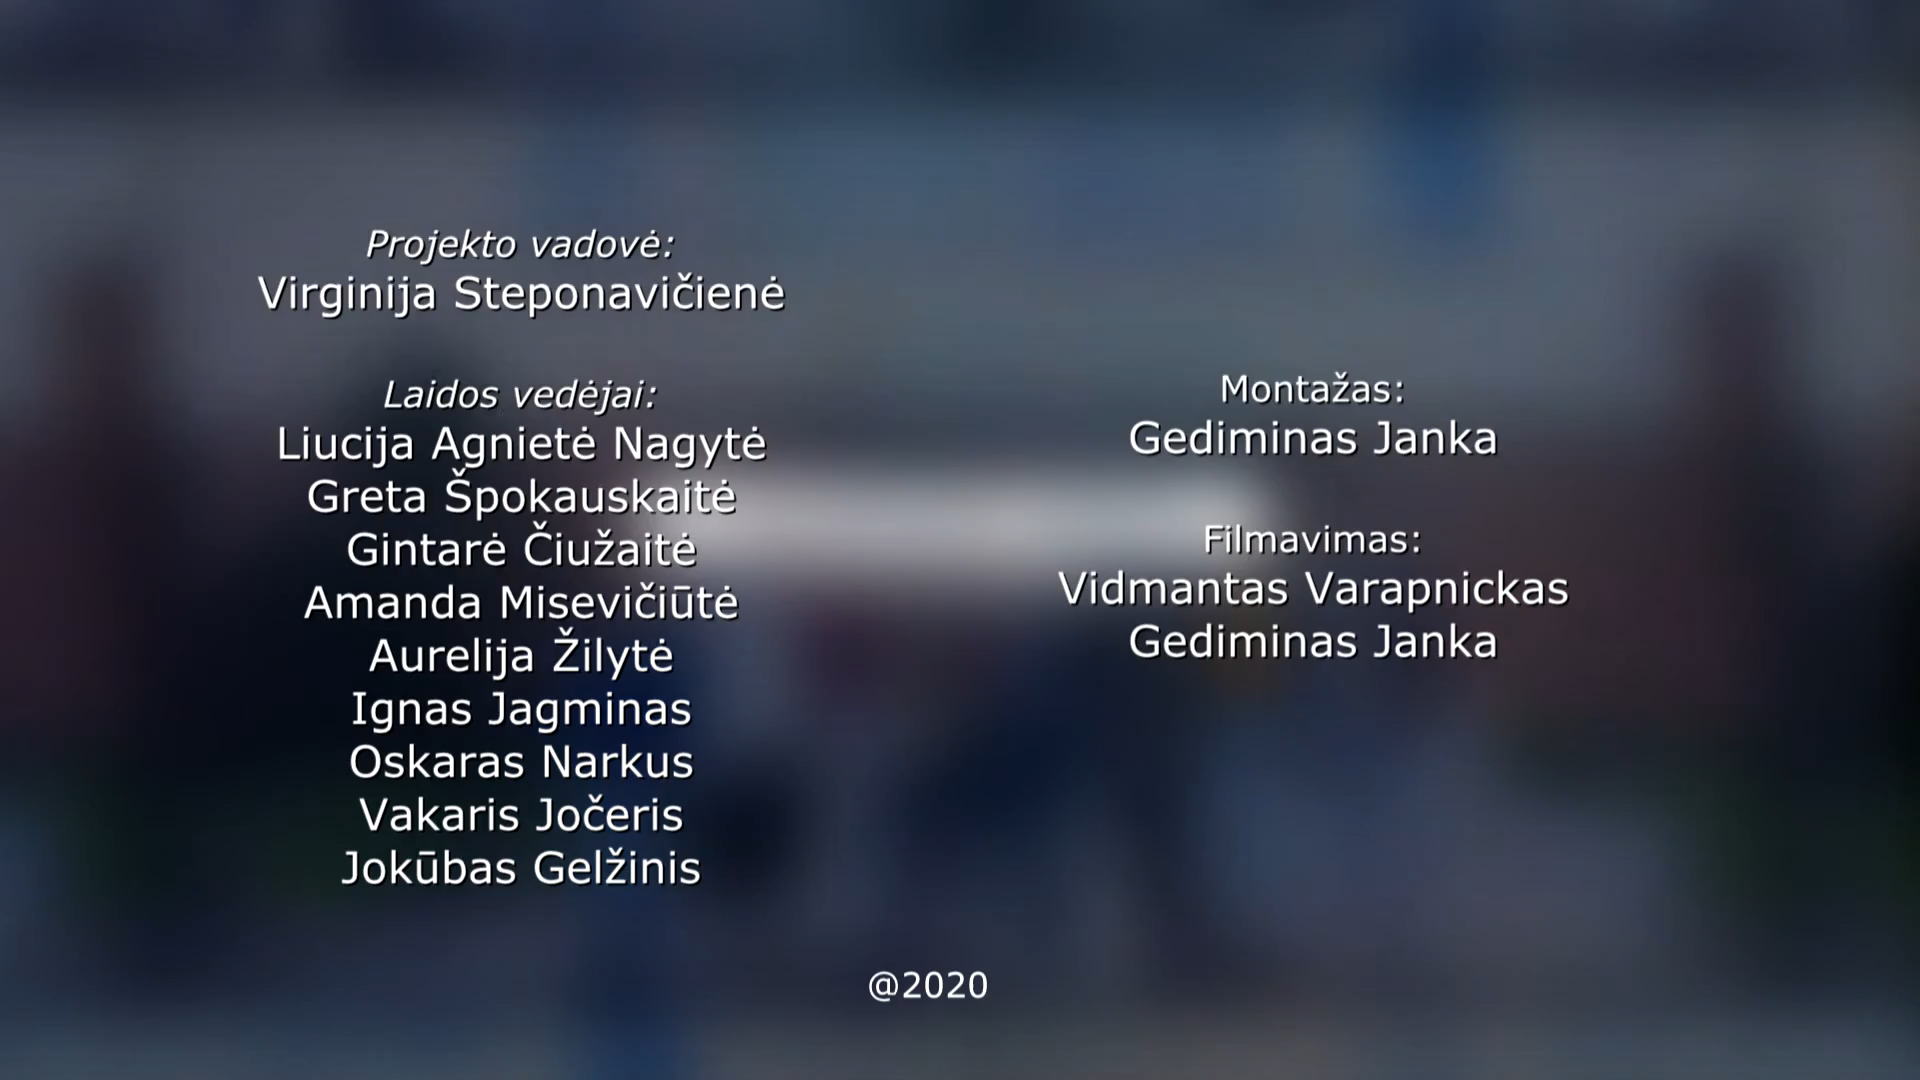 Projekto vadovė:
Virginija Steponavičienė
Laidos vedėjai:
Liucija Agnietė Nagytė
Greta Špokauskaitė
Gintarė Čiužaitė
Amanda Misevičiūtė
Aurelija Žilytė
Ignas Jagminas
Oskaras Narkus
Vakaris Jočeris
Jokūbas Gelžinis
Montažas:
Gediminas Janka
Filmavimas:
Vidmantas Varapnickas
Gediminas Janka
@2020